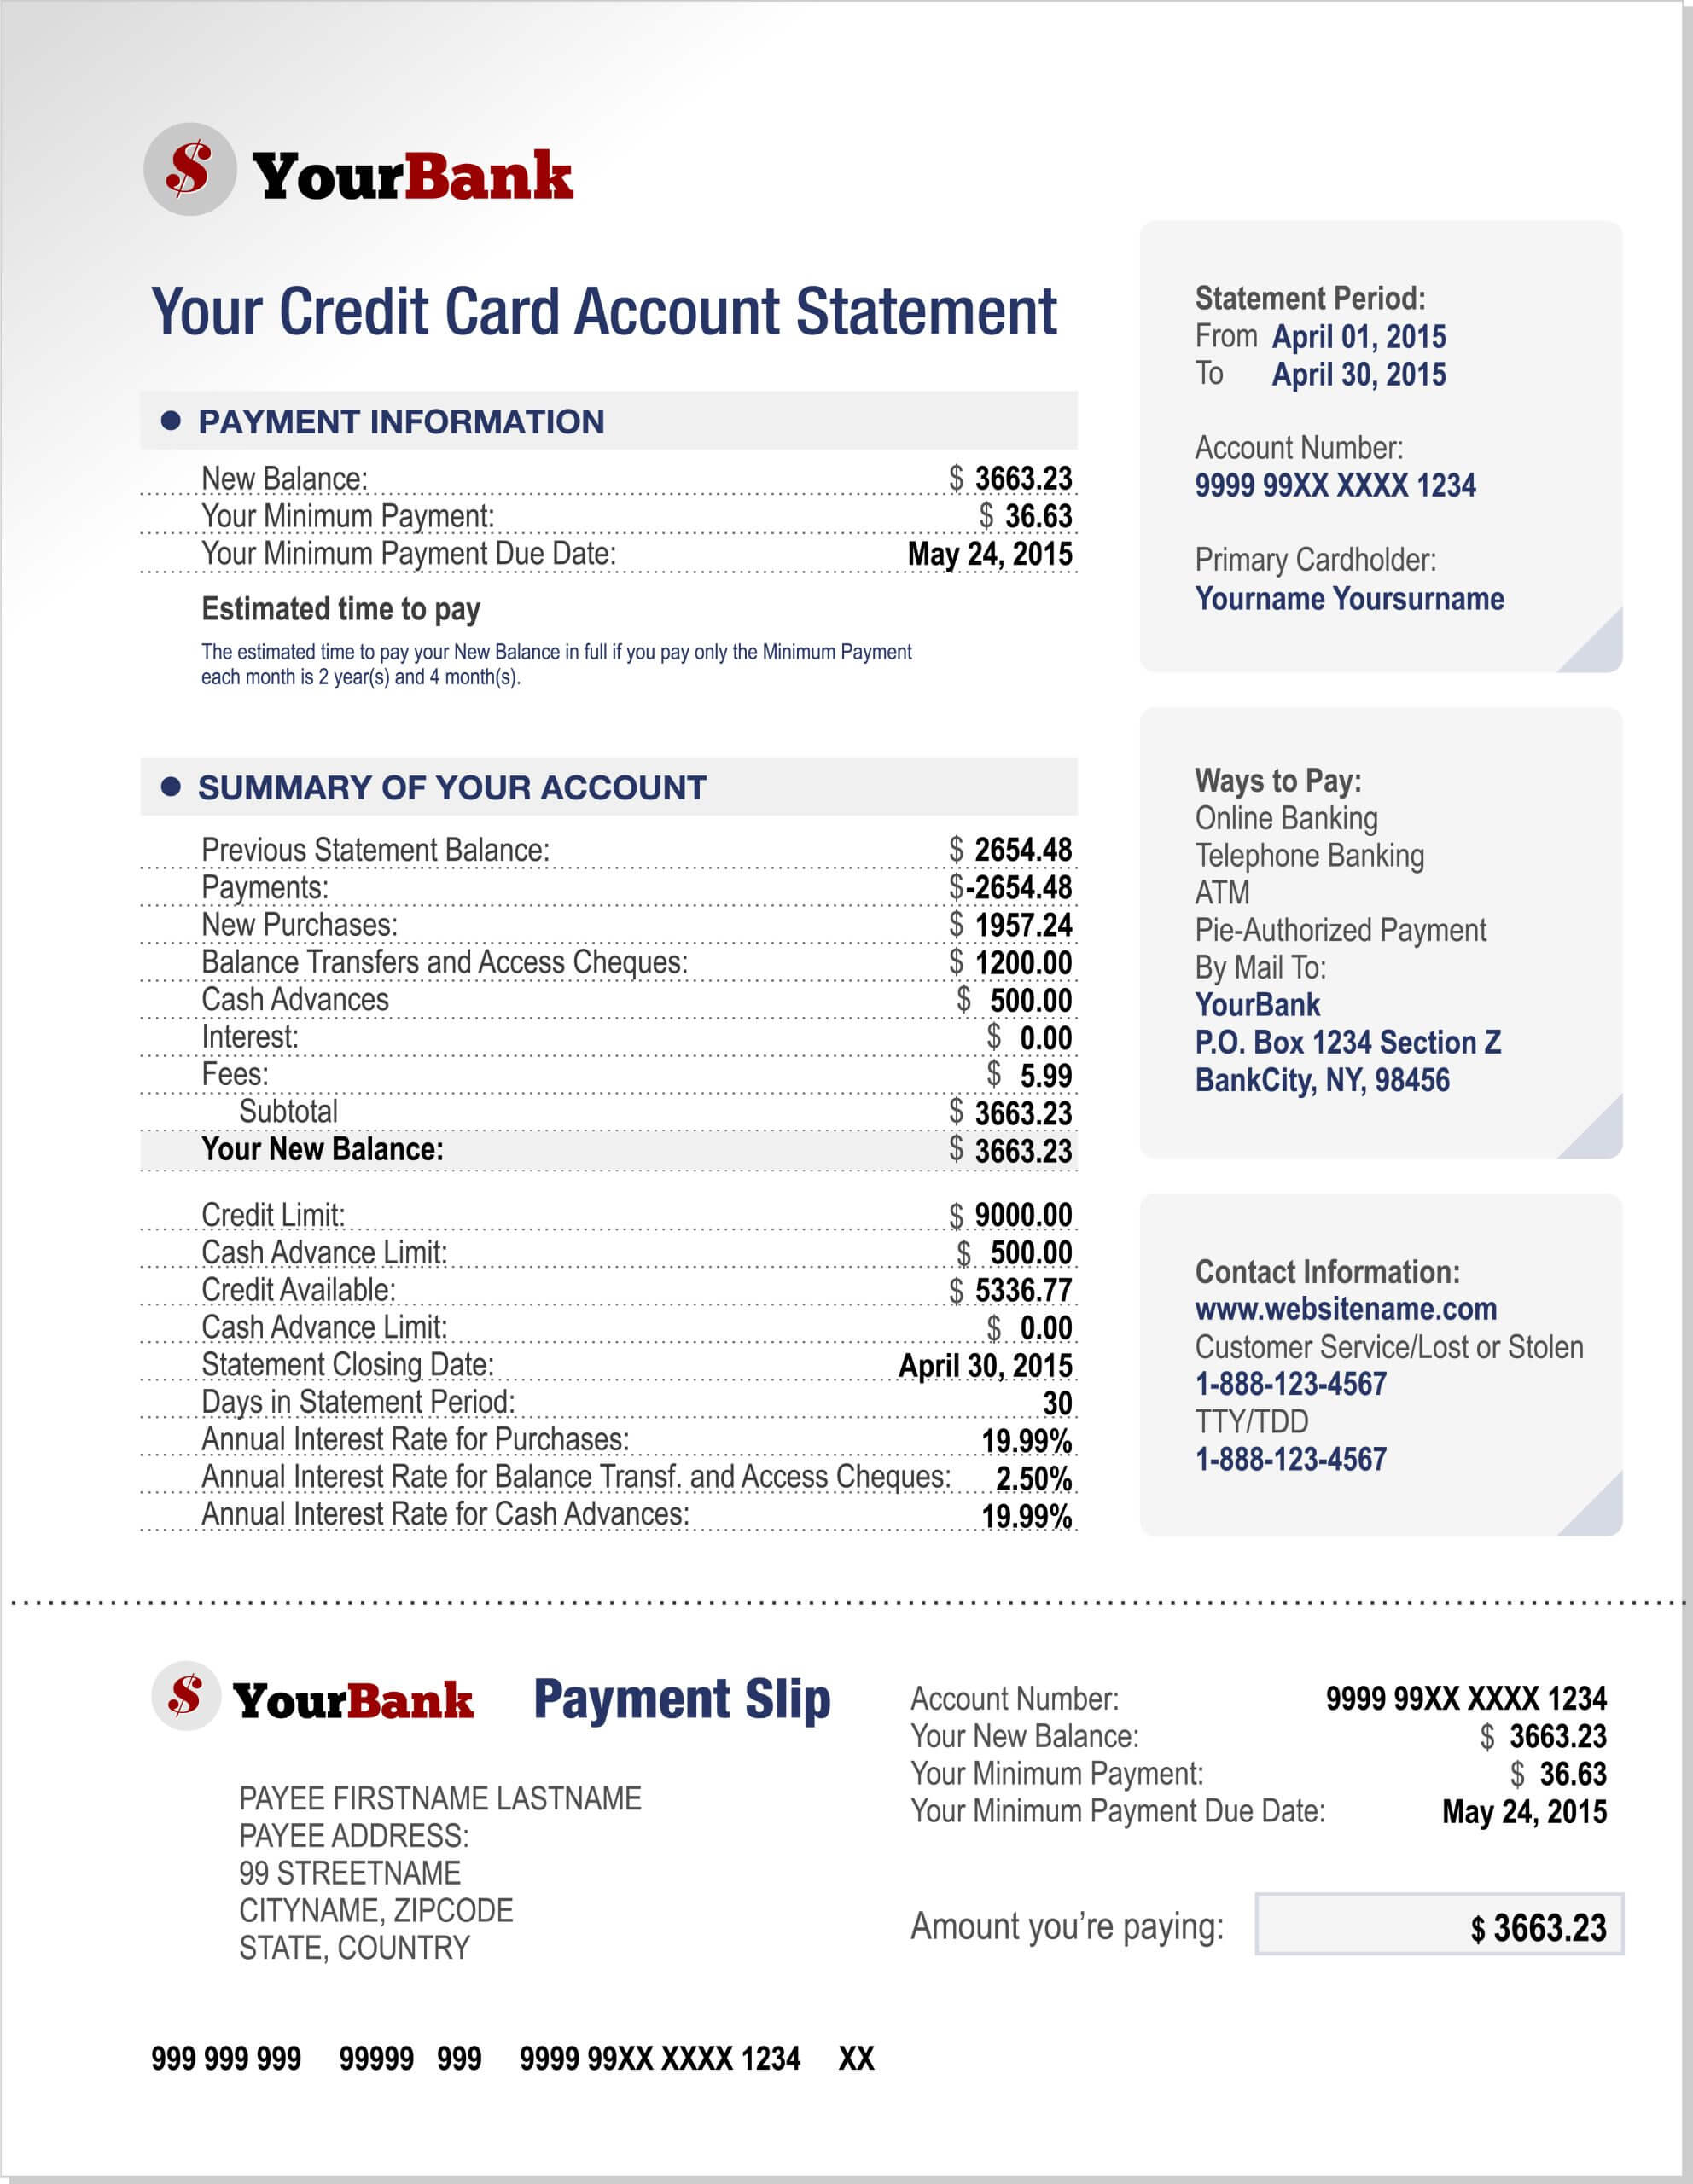 $ YourBank
Your Credit Card Account Statement
PAYMENT INFORMATION
New Balance: $ 3663.23
Your Minimum Payment: $ 36.63
Your Minimum Payment Due Date: May 24, 2015
Estimated time to pay
The estimated time to pay your New Balance in full if you pay only the Minimum Payment
each month is 2 year(s) and 4 month(s).
SUMMARY OF YOUR ACCOUNT
Previous Statement Balance: $ 2654.48
Payments: $-2654.48
New Purchases: $ 1957.24
Balance Transfers and Access Cheques: $ 1200.00
Cash Advances $ 500.00
Interest: $ 0.00
Fees: $ 5.99
Subtotal $ 3663.23
Your New Balance: $ 3663.23
Credit Limit: $ 9000.00
Cash Advance Limit: $ 500.00
Credit Available: $ 5336.77
Cash Advance Limit: $ 0.00
Statement Closing Date: April 30, 2015
Days in Statement Period: 30
Annual Interest Rate for Purchases: 19.99%
Annual Interest Rate for Balance Transf. and Access Cheques: 2.50%
Annual Interest Rate for Cash Advances: 19.99%
Statement Period:
From April 01, 2015
To April 30, 2015
Account Number:
9999 99XX XXXX 1234
Primary Cardholder:
Yourname Yoursurname
Ways to Pay:
Online Banking
Telephone Banking
ATM
Pie-Authorized Payment
By Mail To:
YourBank
P.O. Box 1234 Section Z
BankCity, NY, 98456
Contact Information:
www.websitename.com
Customer Service/Lost or Stolen
1-888-123-4567
TTY/TDD
1-888-123-4567
$ YourBank Payment Slip
PAYEE FIRSTNAME LASTNAME
PAYEE ADDRESS:
99 STREETNAME
CITYNAME, ZIPCODE
STATE, COUNTRY
Account Number: 9999 99XX XXXX 1234
Your New Balance: $ 3663.23
Your Minimum Payment: $ 36.63
Your Minimum Payment Due Date: May 24, 2015
Amount you're paying: $ 3663.23
999 999 999 99999 999 9999 99XX XXXX 1234 XX